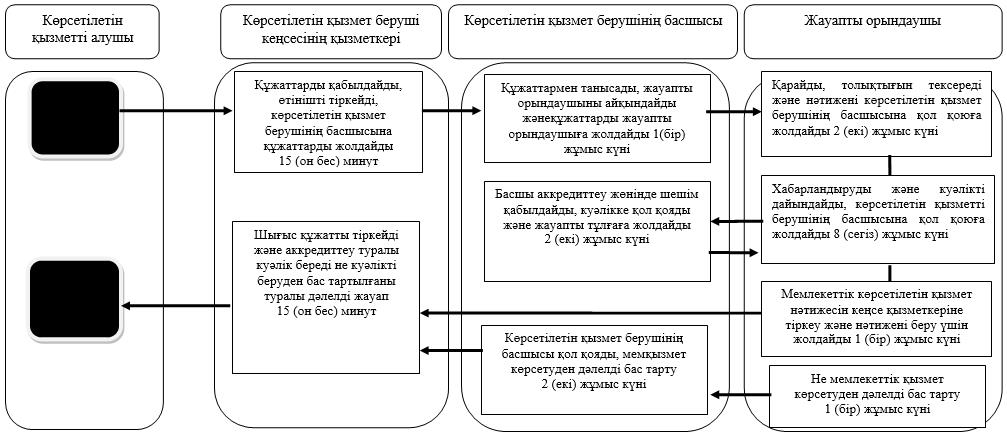 Көрсетілетін
қызметті алушы
Көрсетілетін қызмет беруші
кеңсесінің қызметкері
Көрсетілетін қызмет берушінің басшысы
Жауапты орындаушы
Құжаттарды қабылдайды,
өтінішті тіркейді,
көрсетілетін қызмет
берушінің басшысына
құжаттарды жолдайды
15 (он бес) минут
Құжаттармен танысады, жауапты
орындаушыны айқындайды
жәнеқұжаттарды жауапты
орындаушыға жолдайды 1(бір)
жұмыс күні
Қарайды, толықтығын тексереді
және нәтижені көрсетілетін қызмет
берушінің басшысына қол қоюға
жолдайды 2 (екі) жұмыс күні
Хабарландыруды және куәлікті
дайындайды, көрсетілетін қызметті
берушінің басшысына қол қоюға
жолдайды 8 (сегіз) жұмыс күні
Басшы аккредиттеу жөнінде шешім
қабылдайды, куәлікке қол қояды
және жауапты тұлғаға жолдайды
2 (екі) жұмыс күні
Шығыс құжатты тіркейді
және аккредиттеу туралы
куәлік береді не куәлікті
беруден бас тартылғаны
туралы дәлелді жауап
15 (он бес) минут
Мемлекеттік көрсетілетін қызмет
нәтижесін кеңсе қызметкеріне
тіркеу және нәтижені беру үшін
жолдайды 1 (бір) жұмыс күні
Көрсетілетін қызмет берушінің
басшысы қол қояды, мемқызмет
көрсетуден дәлелді бас тарту
2 (екі) жұмыс күні
Не мемлекеттік қызмет
көрсетуден дәлелді бас тарту
1 (бір) жұмыс күні